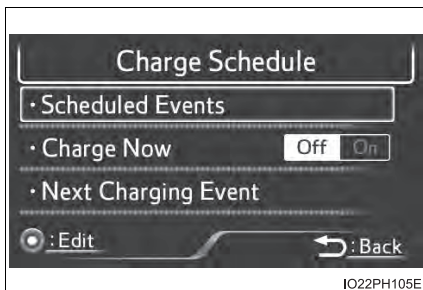 Charge Schedule
· Scheduled Events
· Charge Now Off On
· Next Charging Event
: Edit : Back
IO22PH105E